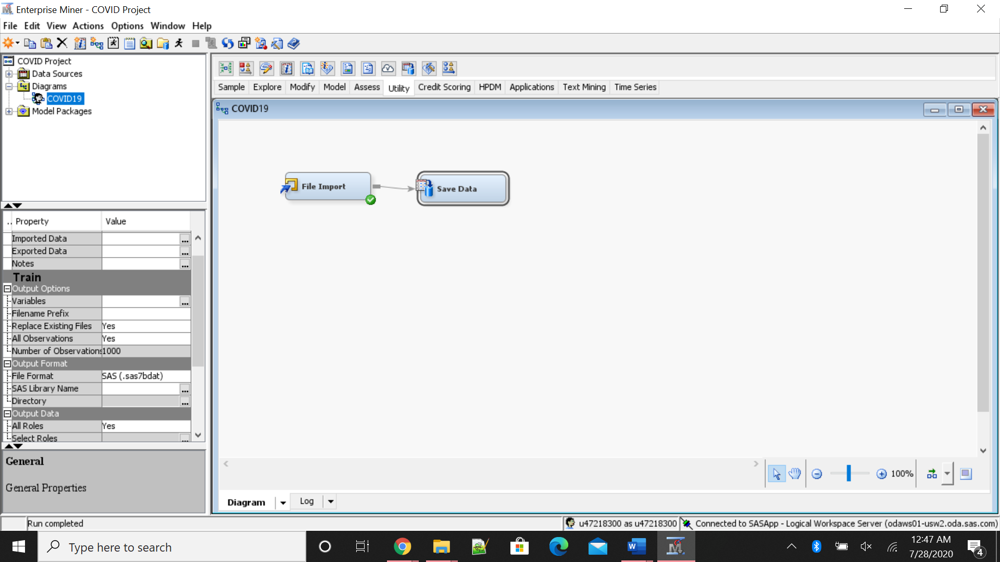 Enterprise Miner - COVID Project
File Edit View Actions Options Window Help
COVID Project
Data Sources
Diagrams
COVID19
Model Packages
Sample Explore Modify Model Assess Utility Credit Scoring HPDM Applications Text Mining Time Series
COVID19
File Import
Save Data
.. Property Value
Imported Data ...
Exported Data ...
Notes ...
Train
Output Options
Variables ...
Filename Prefix
Replace Existing Files Yes
All Observations Yes
Number of Observations 1000
Output Format
File Format SAS (.sas7bdat)
SAS Library Name ...
Directory ...
Output Data
All Roles Yes
Select Roles ...
General
General Properties
100%
Diagram Log
Run completed
u47218300 as u47218300 Connected to SASApp - Logical Workspace Server (odaws01-usw2.oda.sas.com)
Type here to search
12:47 AM
7/28/2020
4